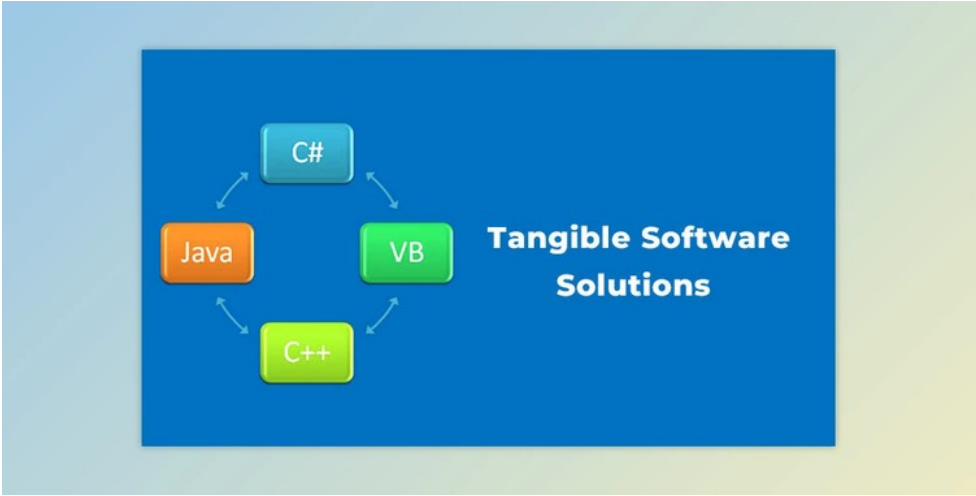 C#
Java
VB
Tangible Software
Solutions
C++